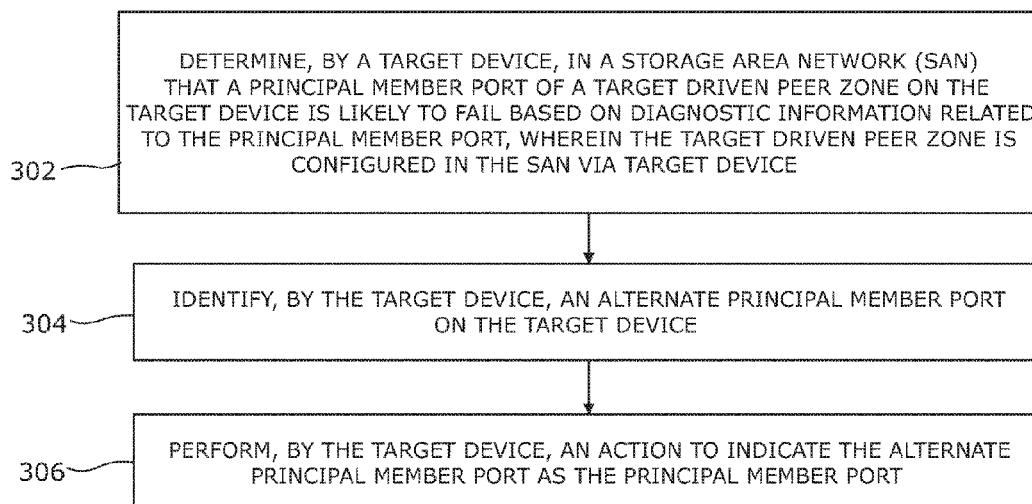 DETERMINE, BY A TARGET DEVICE, IN A STORAGE AREA NETWORK (SAN)
THAT A PRINCIPAL MEMBER PORT OF A TARGET DRIVEN PEER ZONE ON THE
TARGET DEVICE IS LIKELY TO FAIL BASED ON DIAGNOSTIC INFORMATION RELATED
TO THE PRINCIPAL MEMBER PORT, WHEREIN THE TARGET DRIVEN PEER ZONE IS
CONFIGURED IN THE SAN VIA TARGET DEVICE
302
IDENTIFY, BY THE TARGET DEVICE, AN ALTERNATE PRINCIPAL MEMBER PORT
ON THE TARGET DEVICE
304
PERFORM, BY THE TARGET DEVICE, AN ACTION TO INDICATE THE ALTERNATE
PRINCIPAL MEMBER PORT AS THE PRINCIPAL MEMBER PORT
306